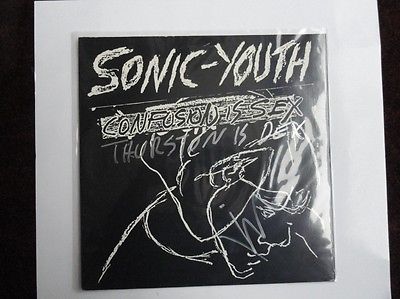 SONIC-YOUTH
CONFUSION IS SEX
THURSTON IS DEX